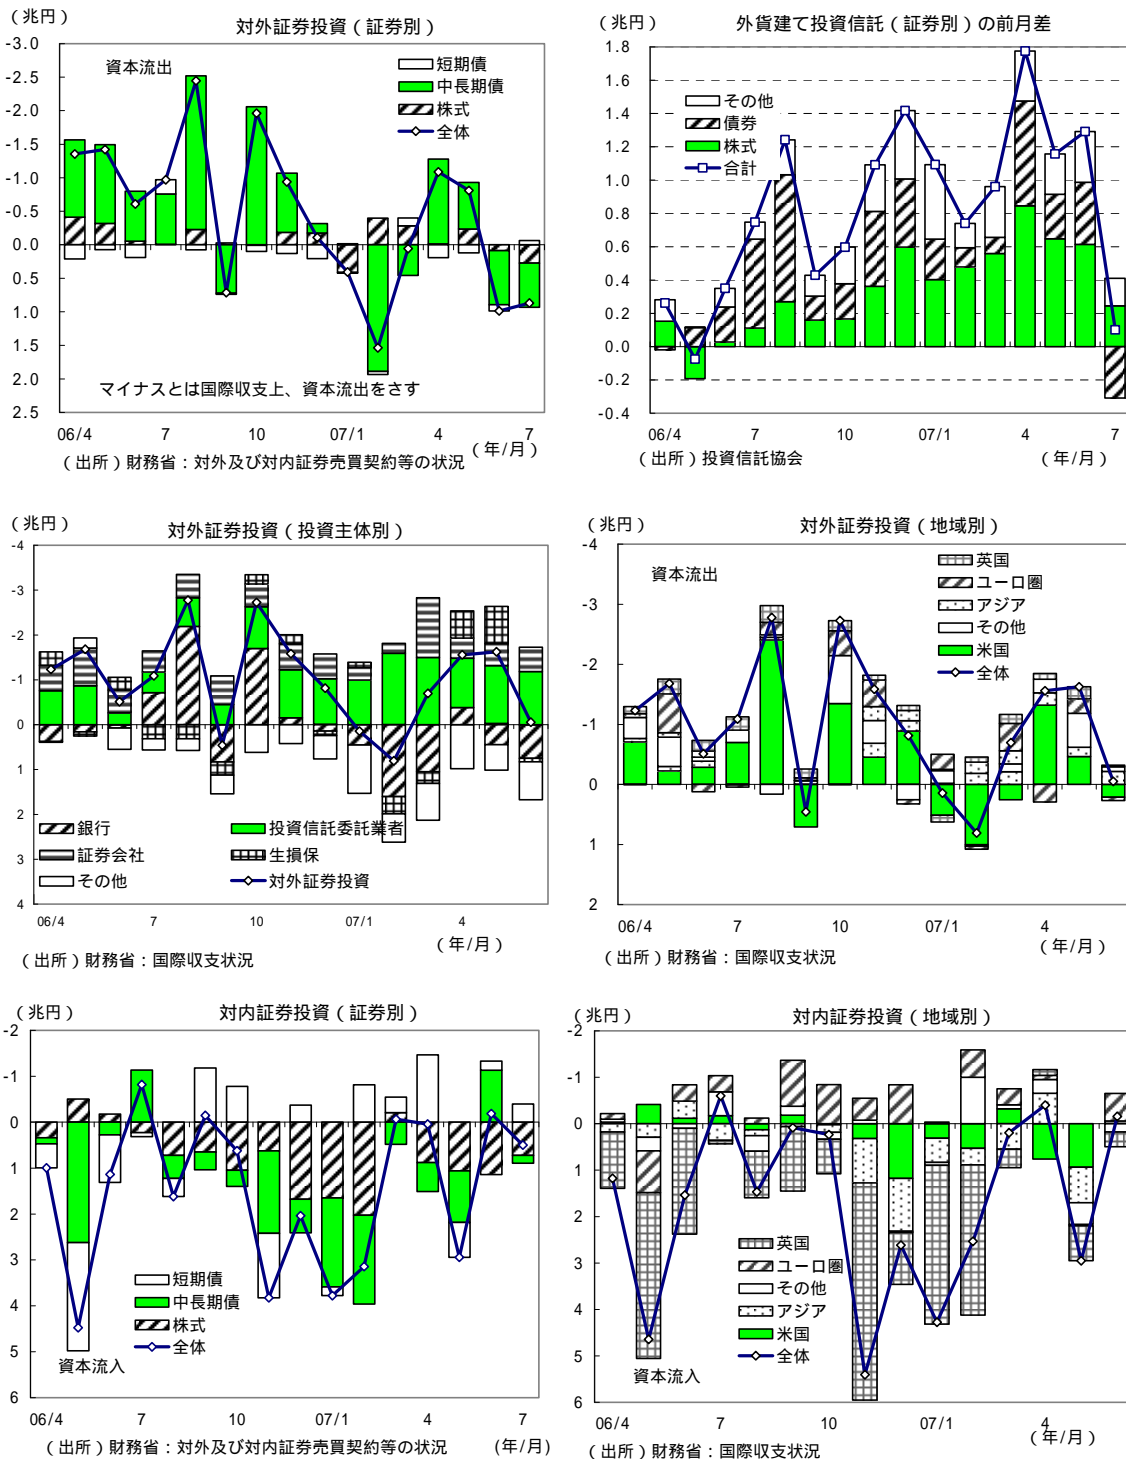 （兆円）
対外証券投資（証券別）
-3.0
-2.5
-2.0
-1.5
-1.0
-0.5
0.0
0.5
1.0
1.5
2.0
2.5
資本流出
短期債
中長期債
株式
全体
マイナスとは国際収支上、資本流出をさす
06/4 7 10 07/1 4 7
（年/月）
（出所）財務省：対外及び対内証券売買契約等の状況
（兆円）
外貨建て投資信託（証券別）の前月差
1.8
1.6
1.4
1.2
1.0
0.8
0.6
0.4
0.2
0.0
-0.2
-0.4
その他
債券
株式
合計
06/4 7 10 07/1 4 7
（出所）投資信託協会
（年/月）
（兆円）
対外証券投資（投資主体別）
-4
-3
-2
-1
0
1
2
3
4
銀行 投資信託委託業者
証券会社 生損保
その他 対外証券投資
06/4 7 10 07/1 4
（年/月）
（出所）財務省：国際収支状況
（兆円）
対外証券投資（地域別）
-4
-3
-2
-1
0
1
2
資本流出
英国
ユーロ圏
アジア
その他
米国
全体
06/4 7 10 07/1 4
（年/月）
（出所）財務省：国際収支状況
（兆円）
対内証券投資（証券別）
-2
-1
0
1
2
3
4
5
6
短期債
中長期債
株式
全体
資本流入
06/4 7 10 07/1 4 7
（出所）財務省：対外及び対内証券売買契約等の状況
(年/月)
（兆円）
対内証券投資（地域別）
-2
-1
0
1
2
3
4
5
6
英国
ユーロ圏
その他
アジア
米国
全体
資本流入
06/4 7 10 07/1 4
（年/月）
（出所）財務省：国際収支状況